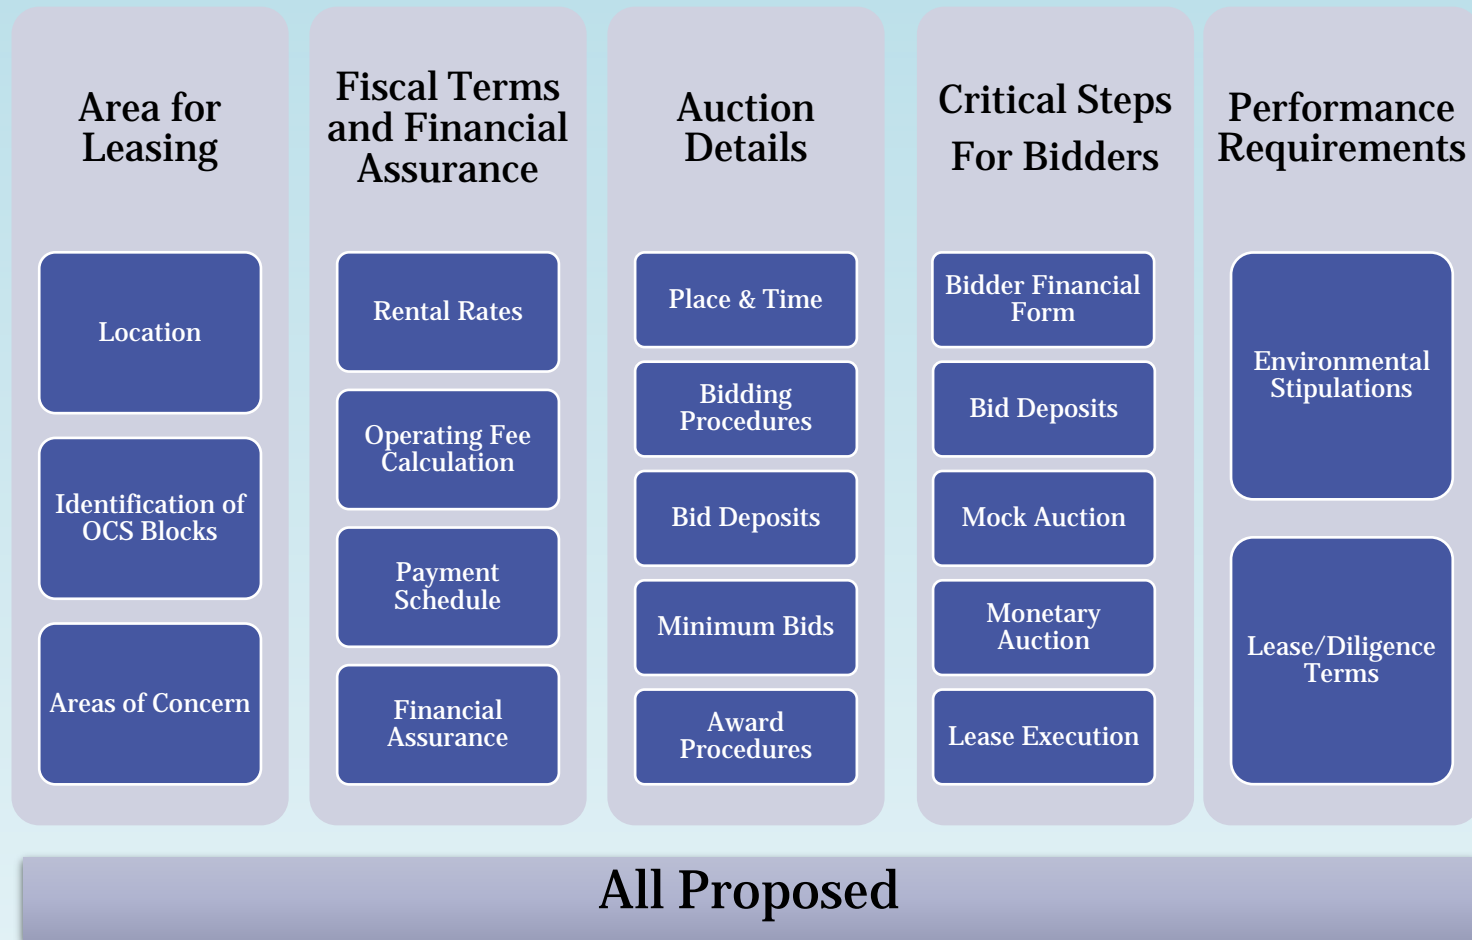 Area for
Leasing
Location
Identification of
OCS Blocks
Areas of Concern
Fiscal Terms
and Financial
Assurance
Rental Rates
Operating Fee
Calculation
Payment
Schedule
Financial
Assurance
Auction
Details
Place & Time
Bidding
Procedures
Bid Deposits
Minimum Bids
Award
Procedures
Critical Steps
For Bidders
Bidder Financial
Form
Bid Deposits
Mock Auction
Monetary
Auction
Lease Execution
Performance
Requirements
Environmental
Stipulations
Lease/Diligence
Terms
All Proposed